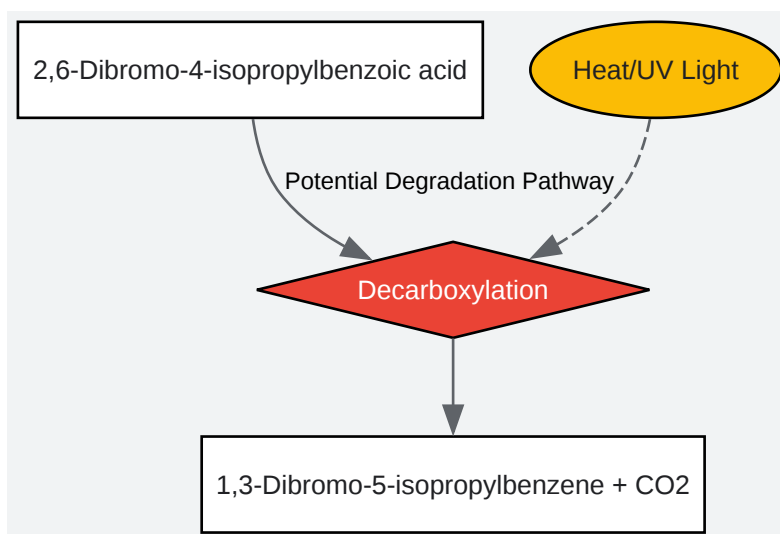 2,6-Dibromo-4-isopropylbenzoic acid
Heat/UV Light
Potential Degradation Pathway
Decarboxylation
1,3-Dibromo-5-isopropylbenzene + CO2